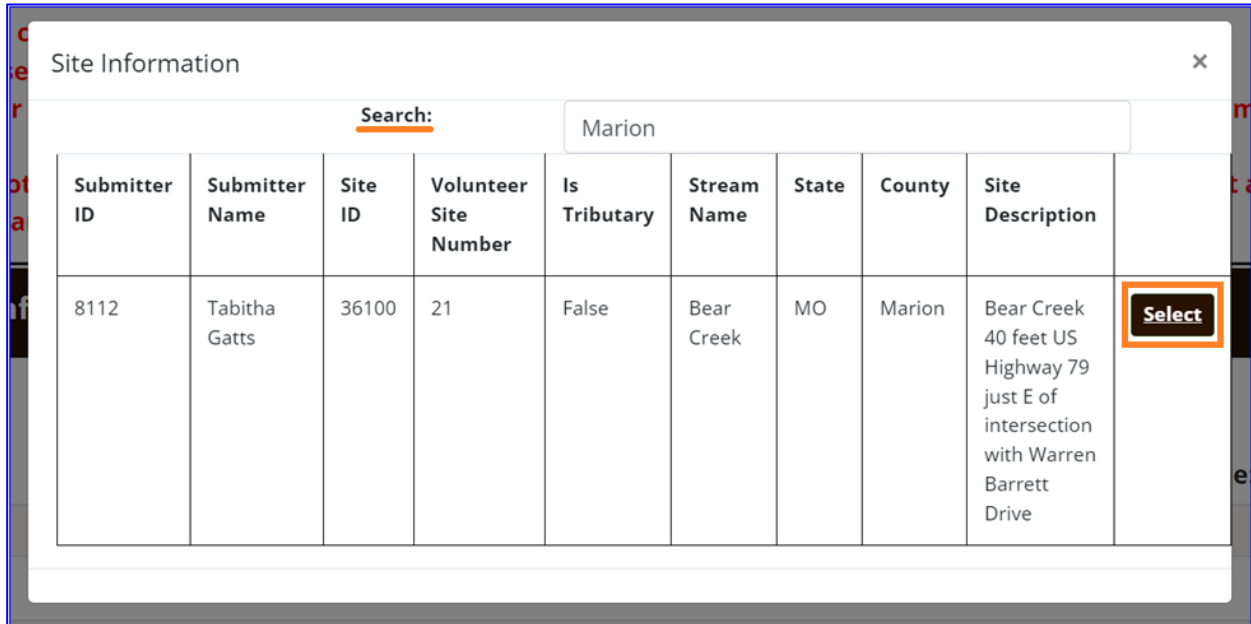 Site Information
×
Search:
Marion
Submitter ID
Submitter Name
Site ID
Volunteer Site Number
Is Tributary
Stream Name
State
County
Site Description
8112
Tabitha Gatts
36100
21
False
Bear Creek
MO
Marion
Bear Creek
40 feet US
Highway 79
just E of
intersection
with Warren
Barrett
Drive
Select